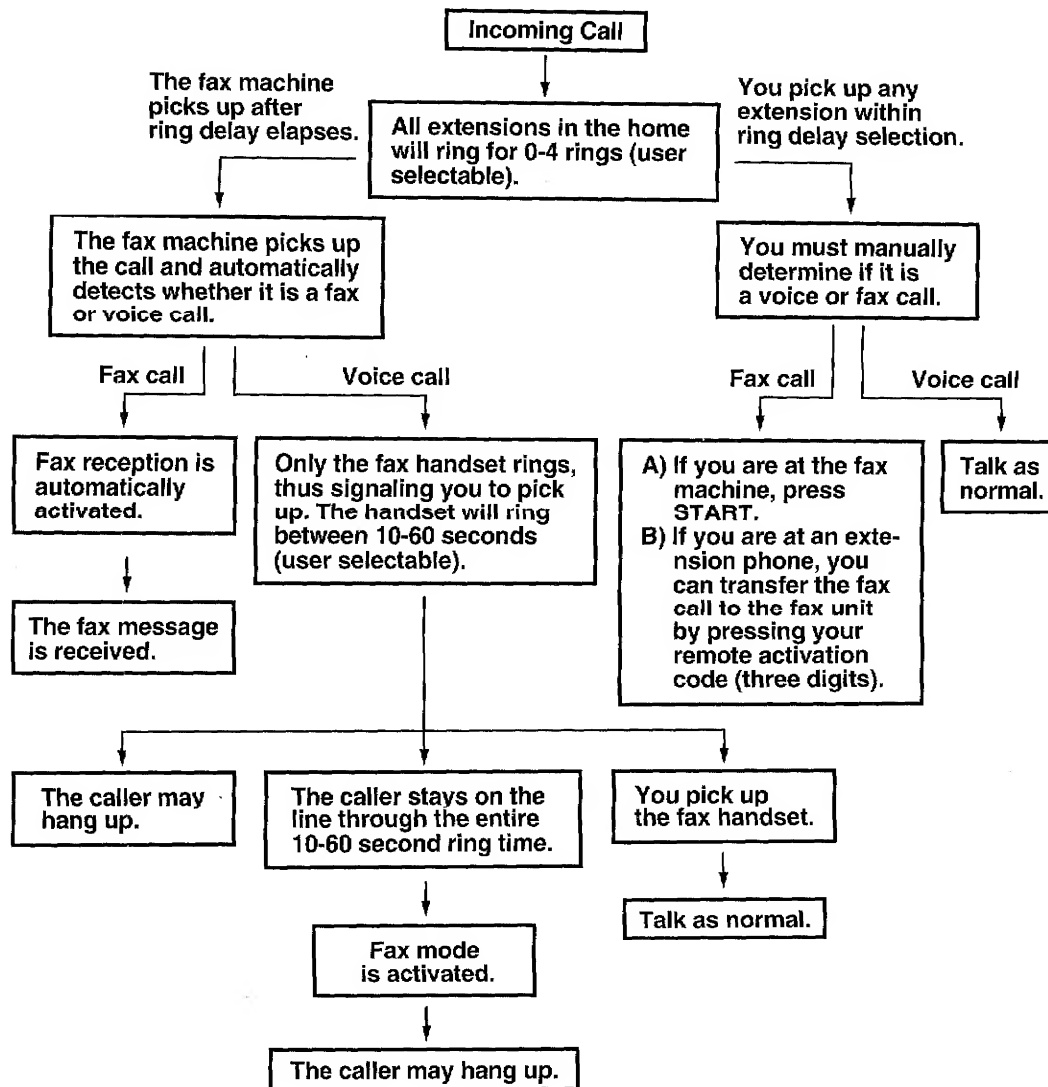 Incoming Call
The fax machine
picks up after
ring delay elapses.
You pick up any
extension within
ring delay selection.
All extensions in the home
will ring for 0-4 rings (user
selectable).
The fax machine picks up
the call and automatically
detects whether it is a fax
or voice call.
You must manually
determine if it is
a voice or fax call.
Fax call
Voice call
Fax call
Voice call
Fax reception is
automatically
activated.
Only the fax handset rings,
thus signaling you to pick
up. The handset will ring
between 10-60 seconds
(user selectable).
A) If you are at the fax
machine, press
START.
B) If you are at an exte-
nsion phone, you
can transfer the fax
call to the fax unit
by pressing your
remote activation
code (three digits).
Talk as
normal.
The fax message
is received.
The caller may
hang up.
The caller stays on the
line through the entire
10-60 second ring time.
You pick up
the fax handset.
Talk as normal.
Fax mode
is activated.
The caller may hang up.